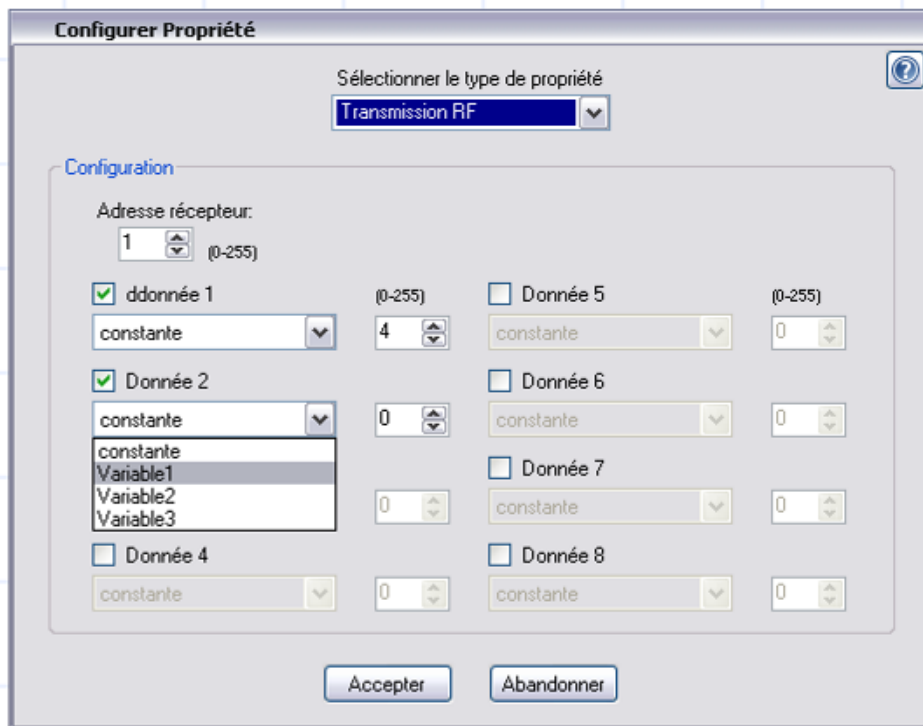 Configurer Propriété
?
Sélectionner le type de propriété
Transmission RF
Configuration
Adresse récepteur:
1 (0-255)
ddonnée 1 (0-255) Donnée 5 (0-255)
constante 4 constante 0
Donnée 2 Donnée 6
constante 0 constante 0
constante
Variable1 Donnée 7
Variable2
Variable3 0 constante 0
Donnée 4 Donnée 8
constante 0 constante 0
Accepter Abandonner